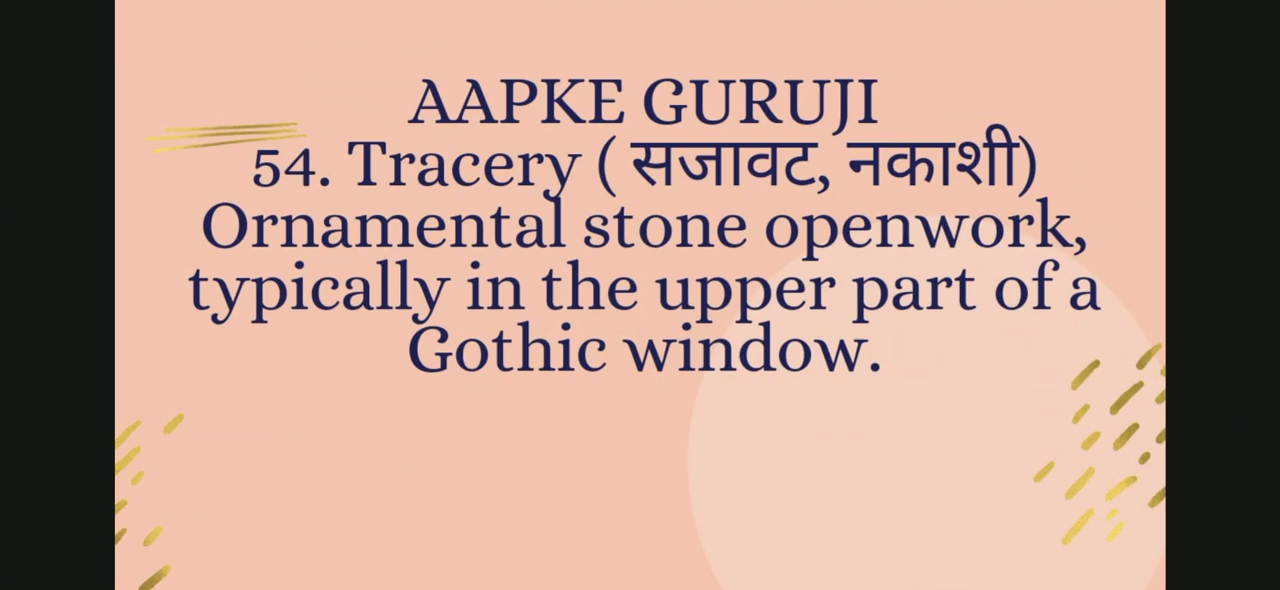 AAPKE GURUJI
54. Tracery ( सजावट, नकाशी)
Ornamental stone openwork,
typically in the upper part of a
Gothic window.